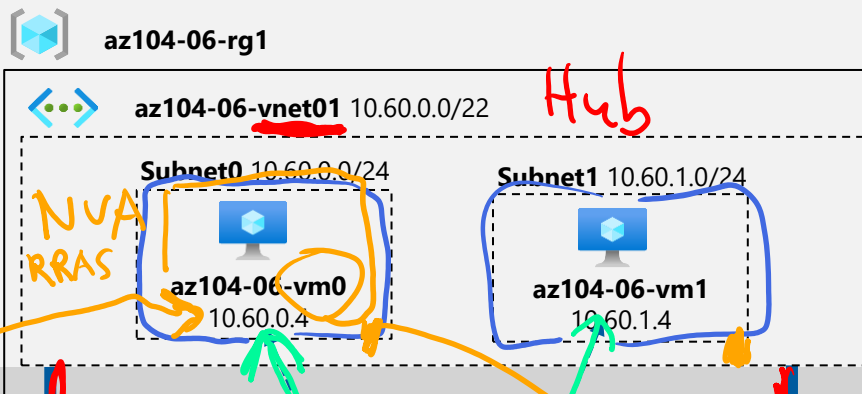 az104-06-rg1
az104-06-vnet01 10.60.0.0/22
Hub
Subnet0 10.60.0.0/24
Subnet1 10.60.1.0/24
NVA
RRAS
az104-06-vm0
10.60.0.4
az104-06-vm1
10.60.1.4